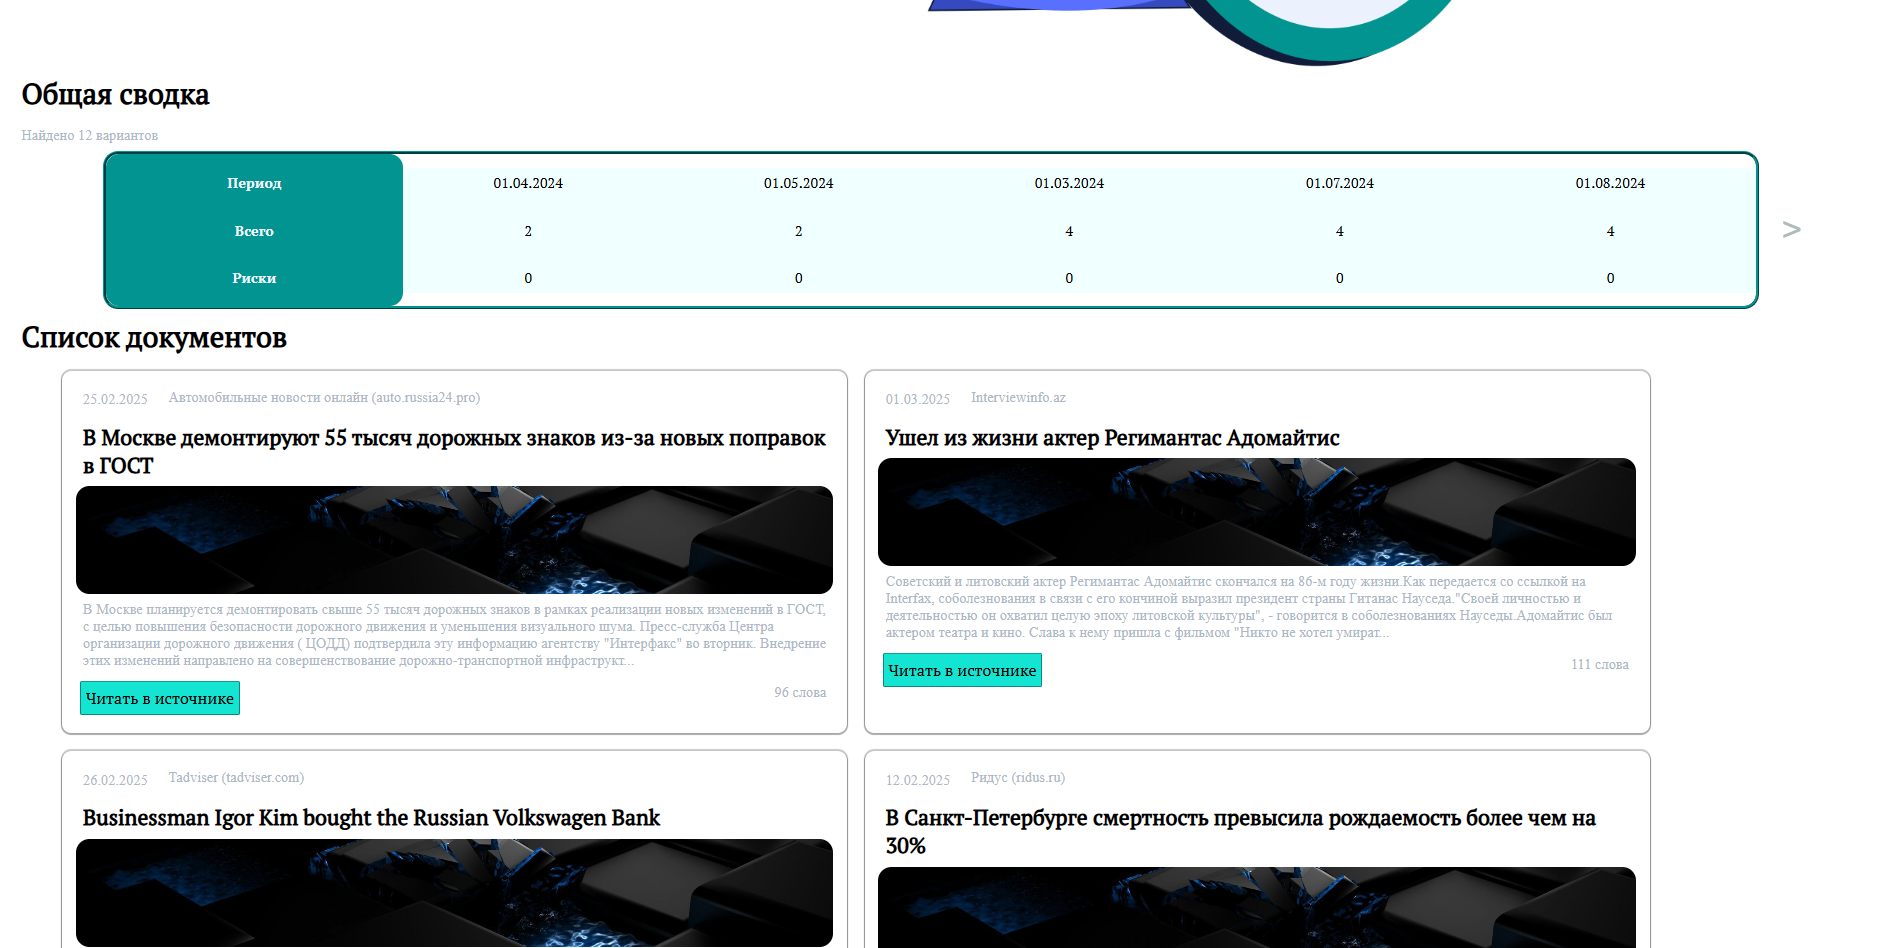 Общая сводка
Найдено 12 вариантов
Период 01.04.2024 01.05.2024 01.03.2024 01.07.2024 01.08.2024
Всего 2 2 4 4 4
Риски 0 0 0 0 0
>
Список документов
25.02.2025 Автомобильные новости онлайн (auto.russia24.pro)
В Москве демонтируют 55 тысяч дорожных знаков из-за новых поправок
в ГОСТ
В Москве планируется демонтировать свыше 55 тысяч дорожных знаков в рамках реализации новых изменений в ГОСТ,
с целью повышения безопасности дорожного движения и уменьшения визуального шума. Пресс-служба Центра
организации дорожного движения ( ЦОДД) подтвердила эту информацию агентству "Интерфакс" во вторник. Внедрение
этих изменений направлено на совершенствование дорожно-транспортной инфраструкт...
Читать в источнике
96 слова
01.03.2025 Interviewinfo.az
Ушел из жизни актер Регимантас Адомайтис
Советский и литовский актер Регимантас Адомайтис скончался на 86-м году жизни.Как передается со ссылкой на
Interfax, соболезнования в связи с его кончиной выразил президент страны Гитанас Науседа."Своей личностью и
деятельностью он охватил целую эпоху литовской культуры", - говорится в соболезнованиях Науседы.Адомайтис был
актером театра и кино. Слава к нему пришла с фильмом "Никто не хотел умират...
Читать в источнике
111 слова
26.02.2025 Tadviser (tadviser.com)
Businessman Igor Kim bought the Russian Volkswagen Bank
12.02.2025 Ридус (ridus.ru)
В Санкт-Петербурге смертность превысила рождаемость более чем на
30%